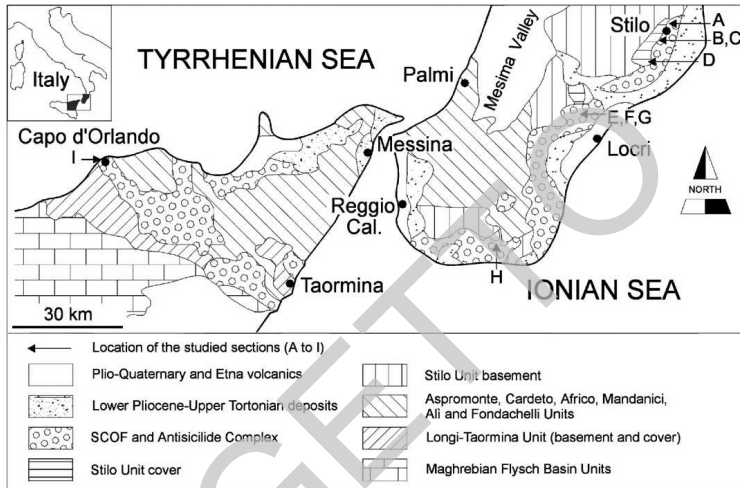 Italy
TYRRHENIAN SEA
Stilo
A
B, C
D
Palmi
Mesima Valley
E,F,G
Capo d'Orlando
I
Messina
Locri
NORTH
Reggio
Cal.
Taormina
H
IONIAN SEA
30 km
Location of the studied sections (A to I)
Plio-Quaternary and Etna volcanics
Lower Pliocene-Upper Tortonian deposits
SCOF and Antisicilide Complex
Stilo Unit cover
Stilo Unit basement
Aspromonte, Cardeto, Africo, Mandanici,
Alì and Fondachelli Units
Longi-Taormina Unit (basement and cover)
Maghrebian Flysch Basin Units